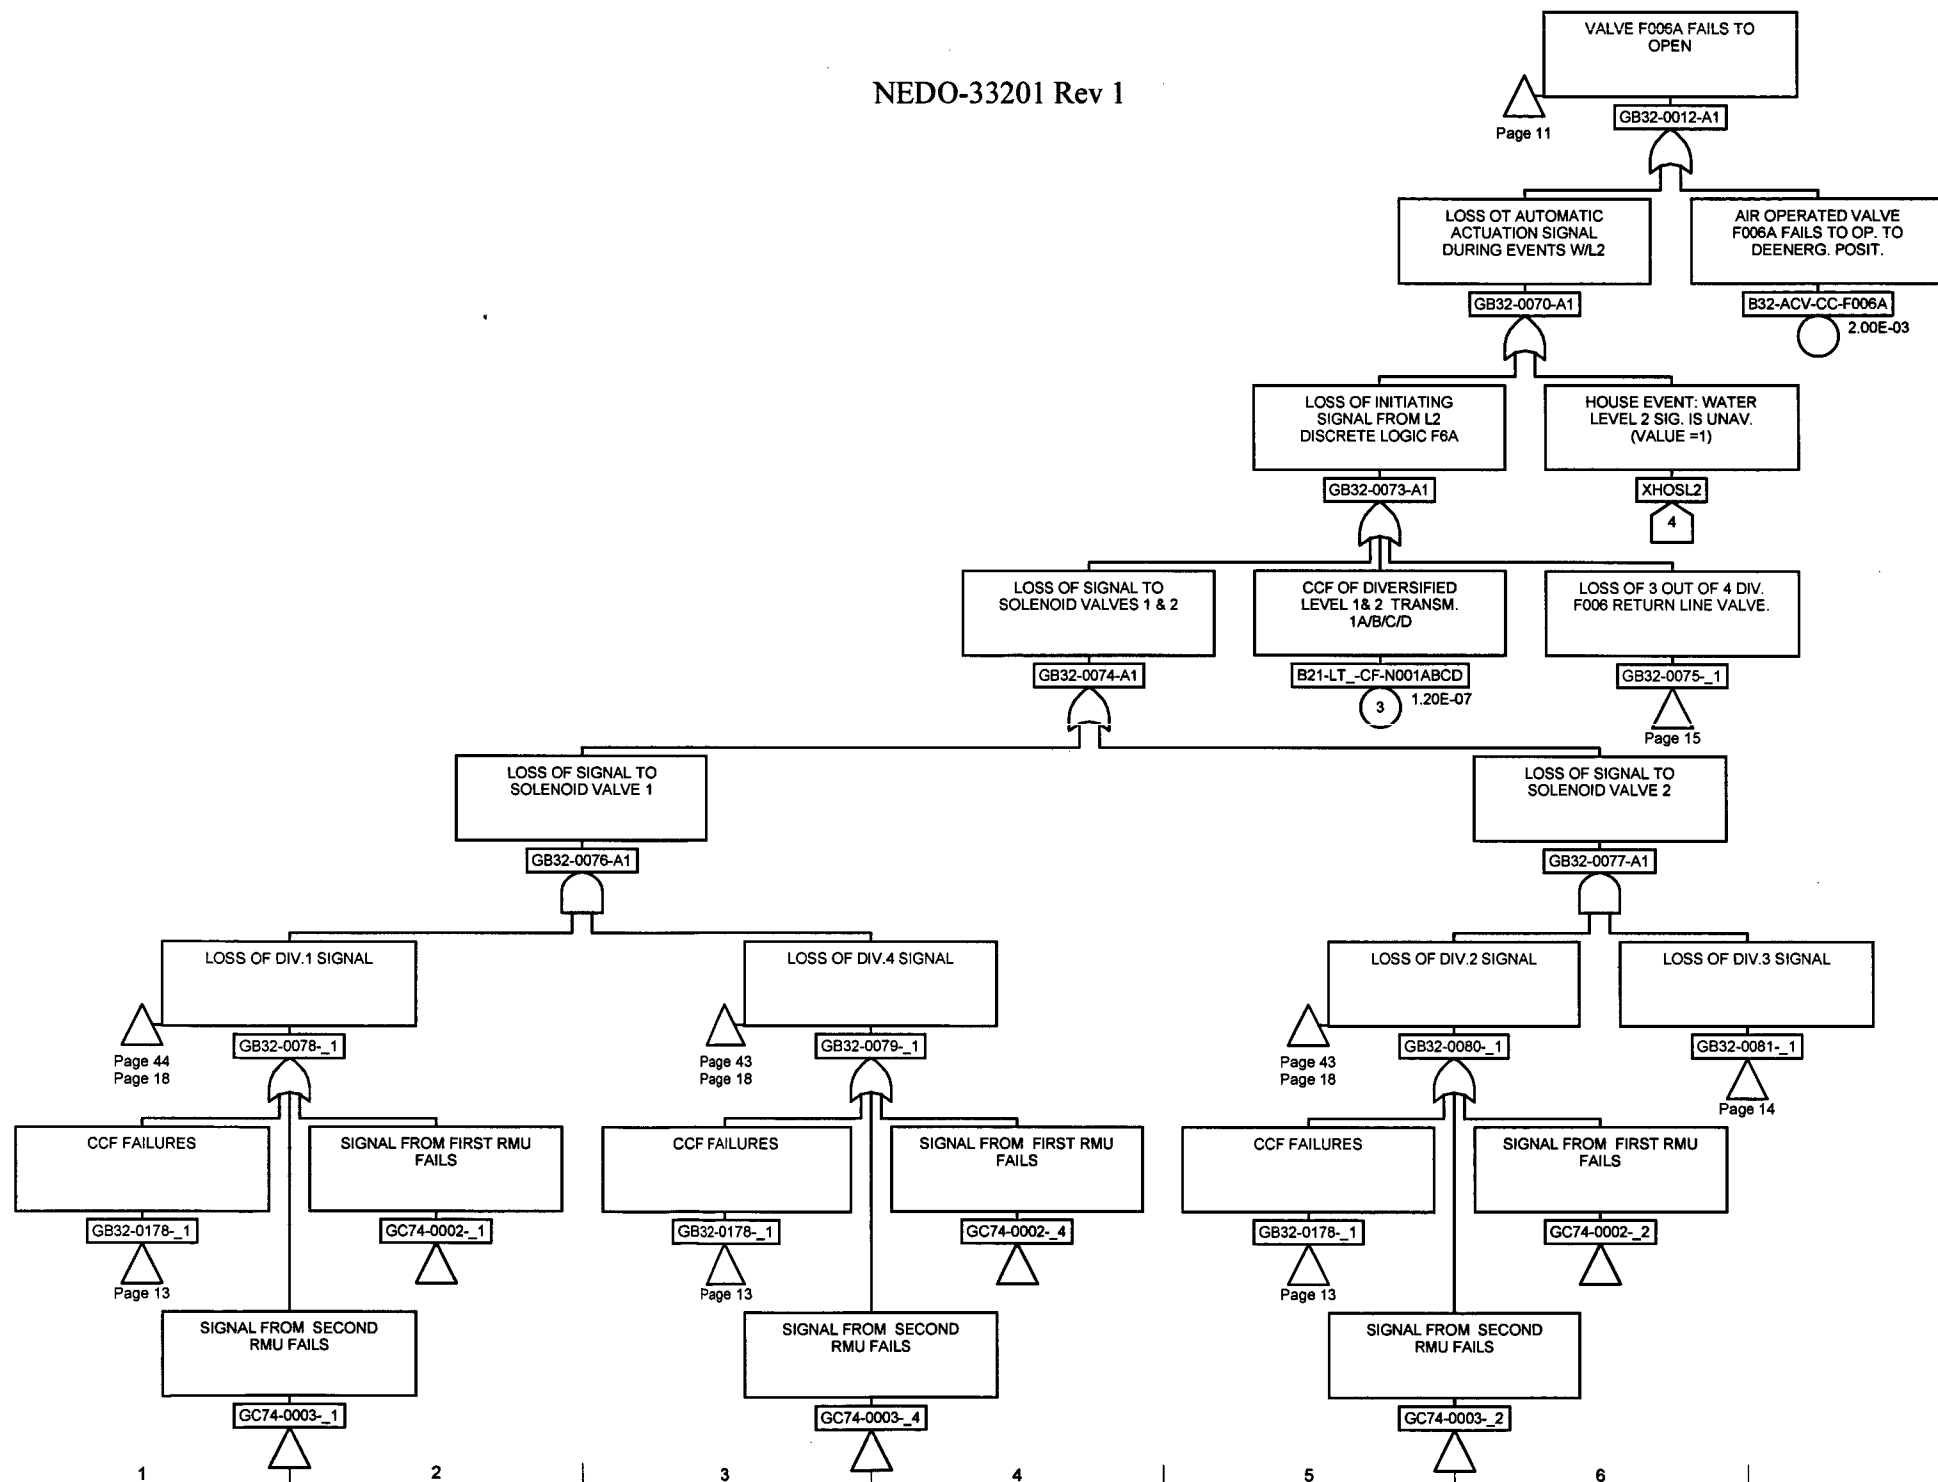 VALVE F006A FAILS TO
OPEN
NEDO-33201 Rev 1
Page 11
GB32-0012-A1
LOSS OT AUTOMATIC
ACTUATION SIGNAL
DURING EVENTS W/L2
AIR OPERATED VALVE
F006A FAILS TO OP. TO
DEENERG. POSIT.
GB32-0070-A1
B32-ACV-CC-F006A
2.00E-03
LOSS OF INITIATING
SIGNAL FROM L2
DISCRETE LOGIC F6A
HOUSE EVENT: WATER
LEVEL 2 SIG. IS UNAV.
(VALUE =1)
GB32-0073-A1
XHOSL2
4
LOSS OF SIGNAL TO
SOLENOID VALVES 1 & 2
CCF OF DIVERSIFIED
LEVEL 1& 2 TRANSM.
1A/B/C/D
LOSS OF 3 OUT OF 4 DIV.
F006 RETURN LINE VALVE.
GB32-0074-A1
B21-LT_-CF-N001ABCD
3
1.20E-07
GB32-0075-_1
Page 15
LOSS OF SIGNAL TO
SOLENOID VALVE 1
LOSS OF SIGNAL TO
SOLENOID VALVE 2
GB32-0076-A1
GB32-0077-A1
LOSS OF DIV.1 SIGNAL
LOSS OF DIV.4 SIGNAL
LOSS OF DIV.2 SIGNAL
LOSS OF DIV.3 SIGNAL
Page 44
Page 18
GB32-0078-_1
Page 43
Page 18
GB32-0079-_1
Page 43
Page 18
GB32-0080-_1
GB32-0081-_1
Page 14
CCF FAILURES
SIGNAL FROM FIRST RMU
FAILS
CCF FAILURES
SIGNAL FROM FIRST RMU
FAILS
CCF FAILURES
SIGNAL FROM FIRST RMU
FAILS
GB32-0178-_1
Page 13
GC74-0002-_1
GB32-0178-_1
Page 13
GC74-0002-_4
GB32-0178-_1
Page 13
GC74-0002-_2
SIGNAL FROM SECOND
RMU FAILS
SIGNAL FROM SECOND
RMU FAILS
SIGNAL FROM SECOND
RMU FAILS
GC74-0003-_1
GC74-0003-_4
GC74-0003-_2
1 2 3 4 5 6